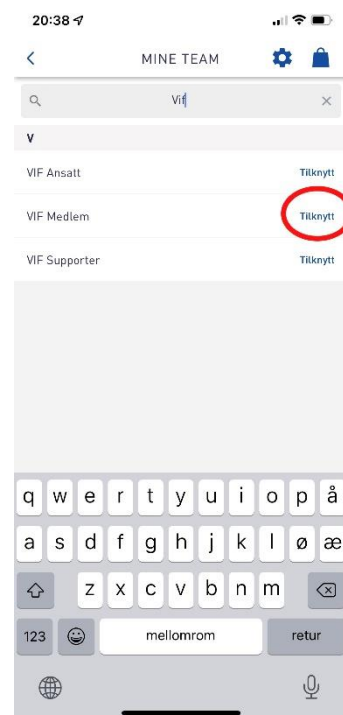 20:38
MINE TEAM
Vif
V
VIF Ansatt Tilknytt
VIF Medlem Tilknytt
VIF Supporter Tilknytt
q w e r t y u i o p å
a s d f g h j k l ø æ
z x c v b n m
123 mellomrom retur